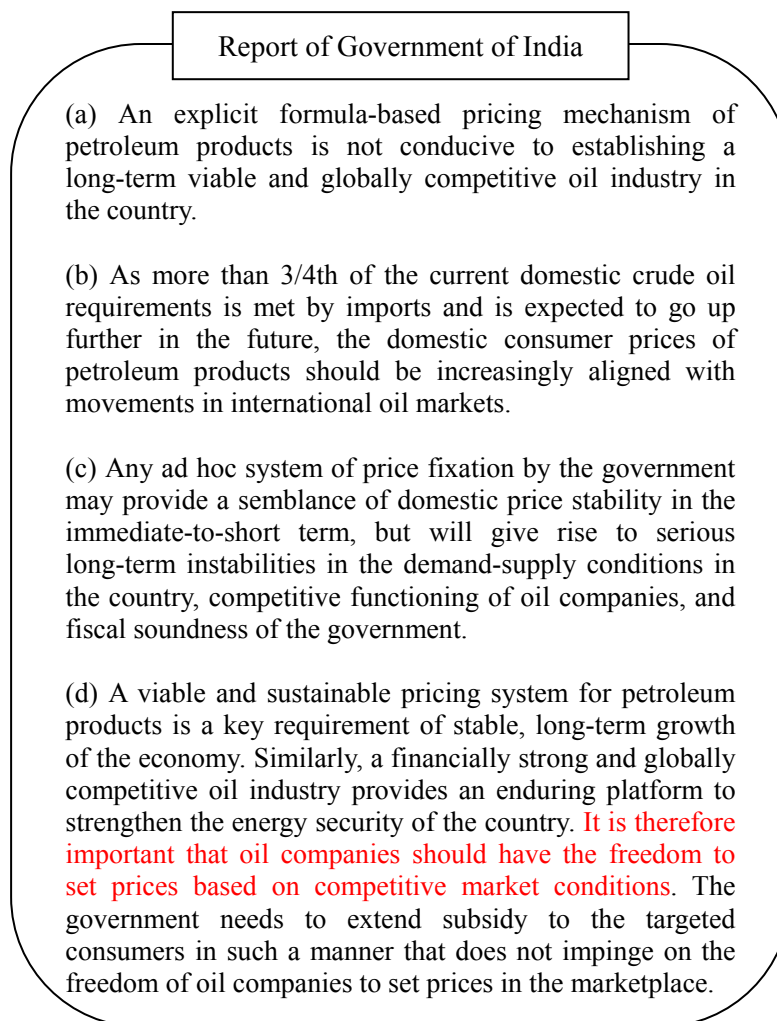 Report of Government of India
(a) An explicit formula-based pricing mechanism of
petroleum products is not conducive to establishing a
long-term viable and globally competitive oil industry in
the country.
(b) As more than 3/4th of the current domestic crude oil
requirements is met by imports and is expected to go up
further in the future, the domestic consumer prices of
petroleum products should be increasingly aligned with
movements in international oil markets.
(c) Any ad hoc system of price fixation by the government
may provide a semblance of domestic price stability in the
immediate-to-short term, but will give rise to serious
long-term instabilities in the demand-supply conditions in
the country, competitive functioning of oil companies, and
fiscal soundness of the government.
(d) A viable and sustainable pricing system for petroleum
products is a key requirement of stable, long-term growth
of the economy. Similarly, a financially strong and globally
competitive oil industry provides an enduring platform to
strengthen the energy security of the country. It is therefore
important that oil companies should have the freedom to
set prices based on competitive market conditions. The
government needs to extend subsidy to the targeted
consumers in such a manner that does not impinge on the
freedom of oil companies to set prices in the marketplace.